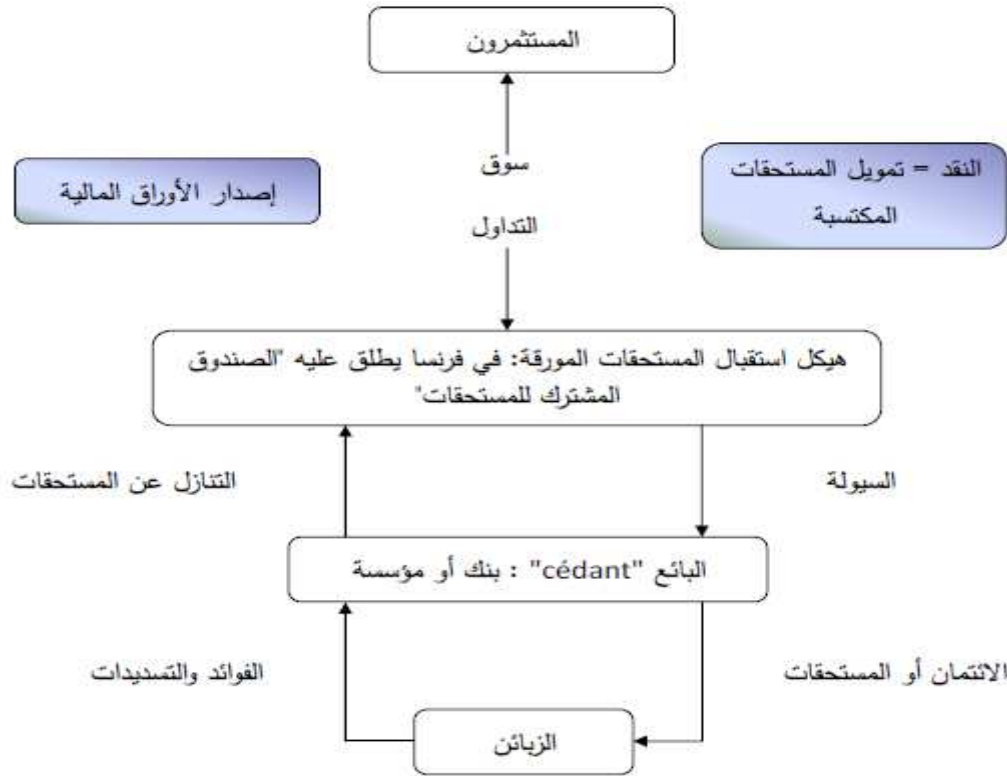 المستثمرون
سوق
التداول
النقد = تمويل المستحقات
المكتسبة
إصدار الأوراق المالية
هيكل استقبال المستحقات المورقة: في فرنسا يطلق عليه "الصندوق
المشترك للمستحقات"
السيولة
التنازل عن المستحقات
البائع "cédant" : بنك أو مؤسسة
الائتمان أو المستحقات
الفوائد والتسديدات
الزبائن